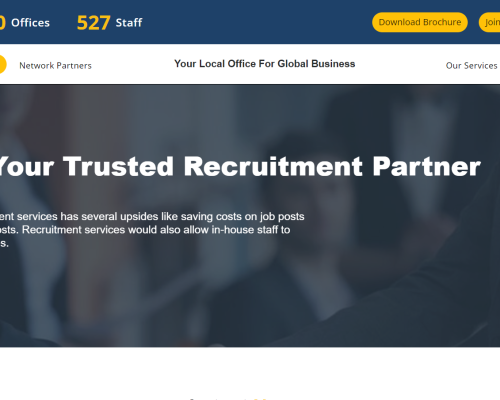 0 Offices 527 Staff Download Brochure Join
Network Partners Your Local Office For Global Business Our Services
Your Trusted Recruitment Partner
ent services has several upsides like saving costs on job posts
osts. Recruitment services would also allow in-house staff to
s.